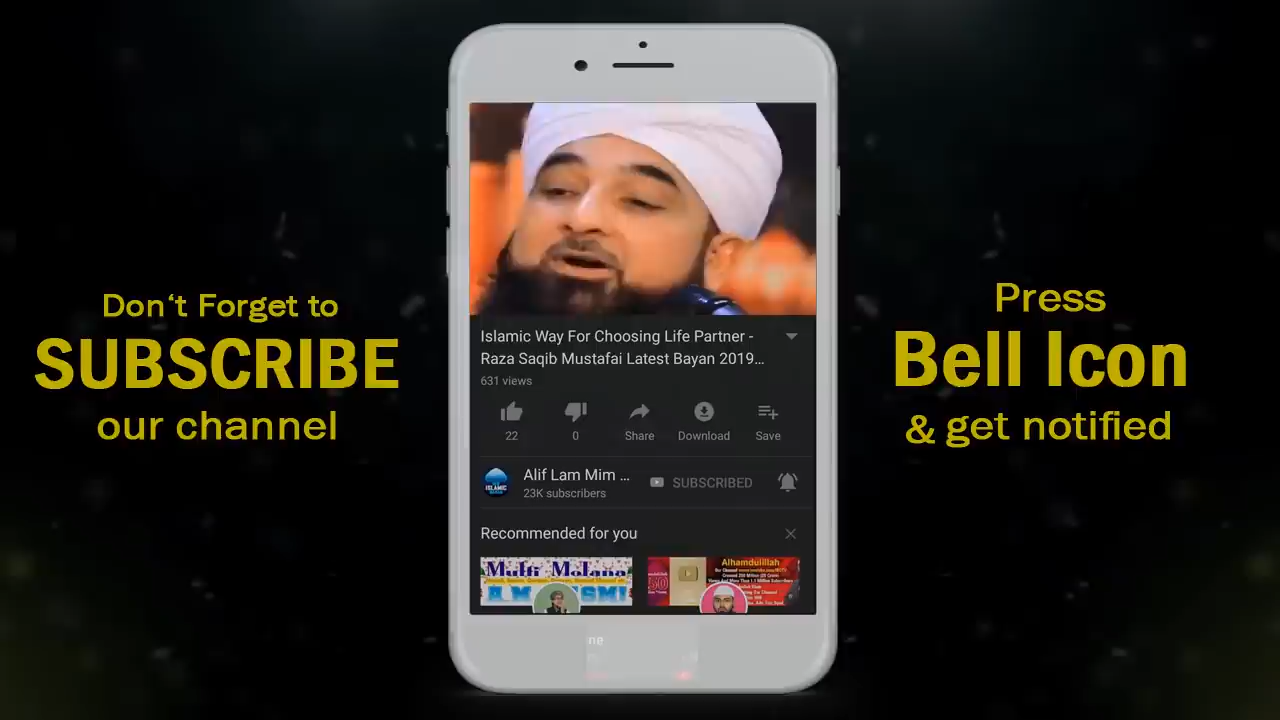 Don't Forget to
SUBSCRIBE
our channel
Islamic Way For Choosing Life Partner -
Raza Saqib Mustafai Latest Bayan 2019...
631 views
22
0
Share
Download
Save
Alif Lam Mim ...
SUBSCRIBED
23K subscribers
Recommended for you
Alhamdulillah
ne
Press
Bell Icon
& get notified